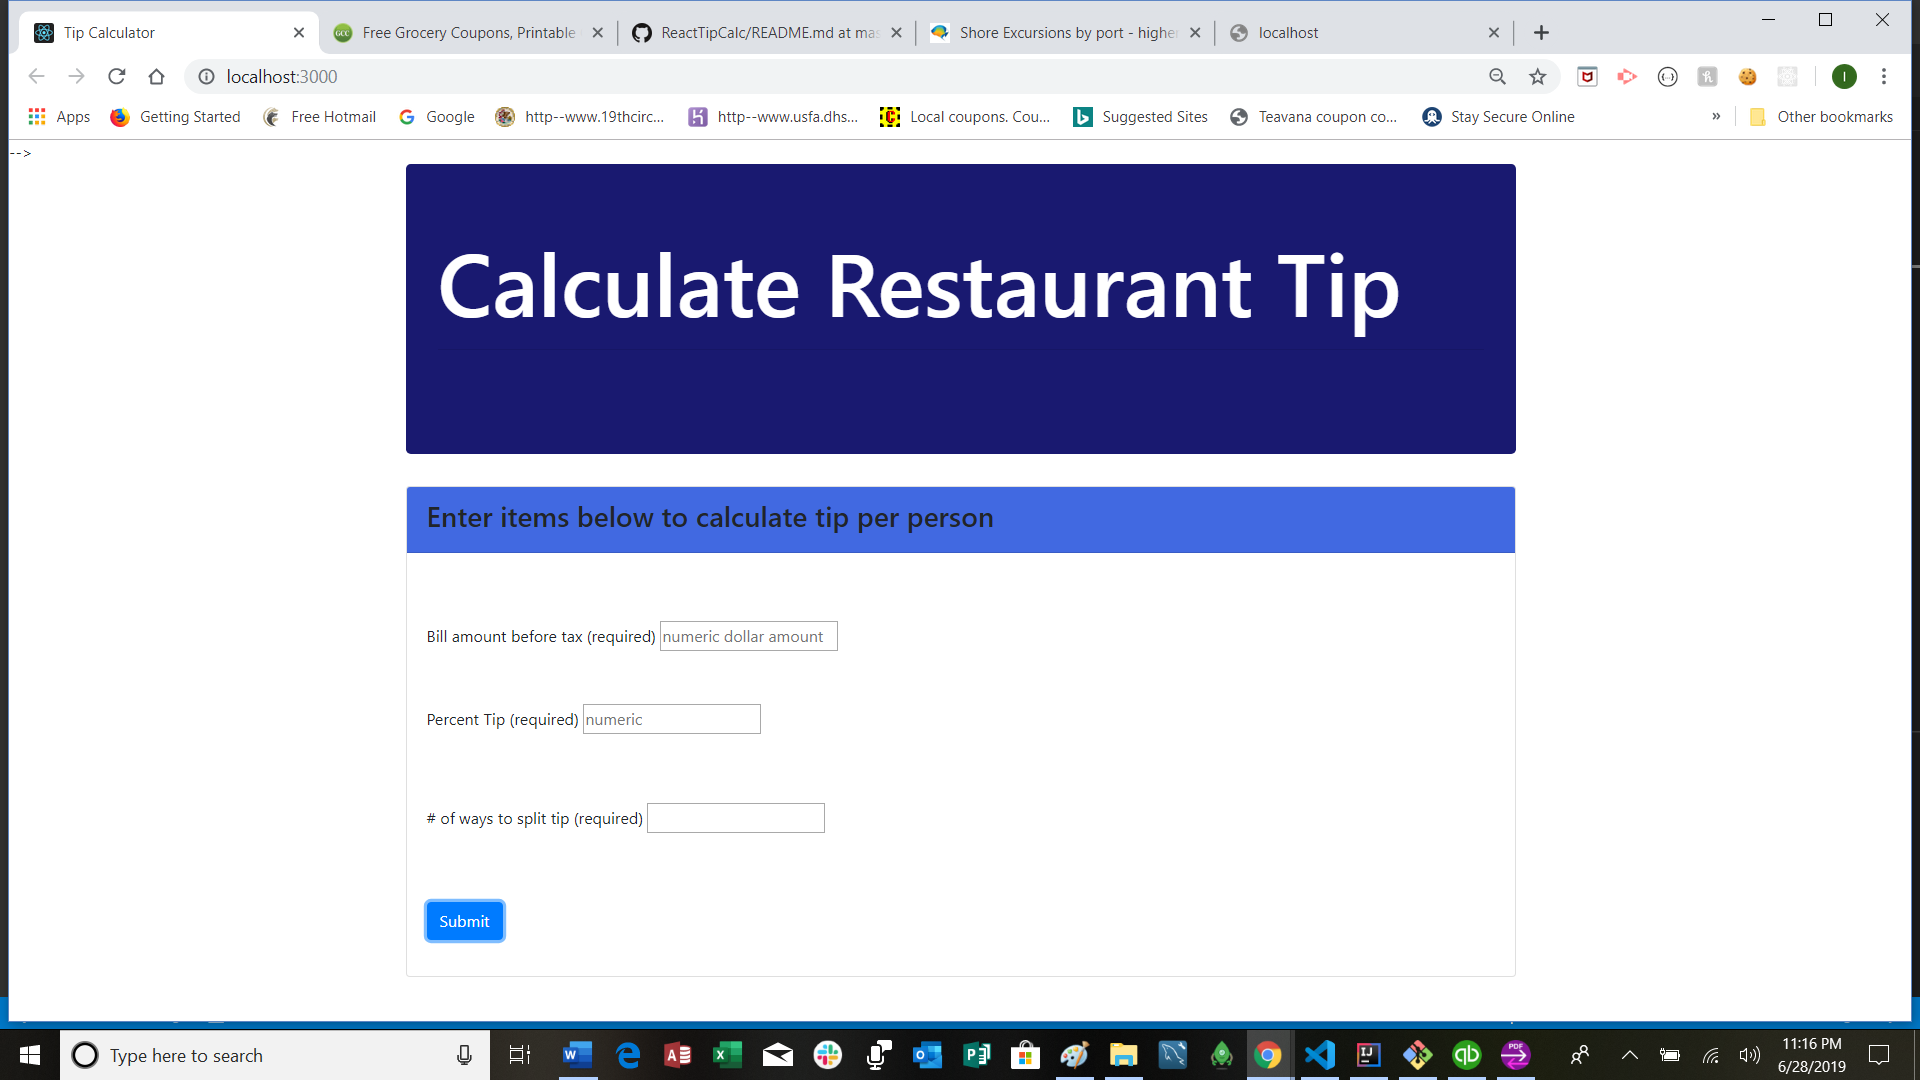 Tip Calculator
Free Grocery Coupons, Printable
ReactTipCalc/README.md at mas
Shore Excursions by port - higher
localhost
localhost:3000
I
Apps
Getting Started
Free Hotmail
Google
http--www.19thcirc...
http--www.usfa.dhs...
Local coupons. Cou...
Suggested Sites
Teavana coupon co...
Stay Secure Online
»
Other bookmarks
-->
Calculate Restaurant Tip
Enter items below to calculate tip per person
Bill amount before tax (required) numeric dollar amount
Percent Tip (required) numeric
# of ways to split tip (required)
Submit
Type here to search
11:16 PM
6/28/2019